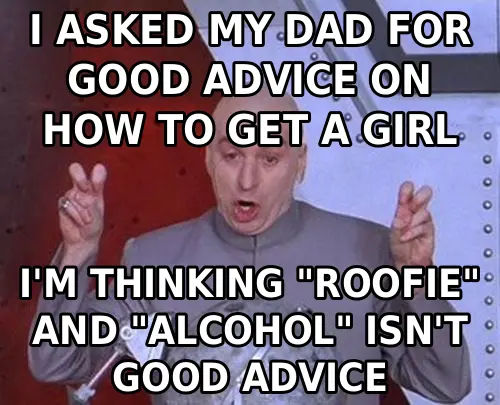 I ASKED MY DAD FOR
GOOD ADVICE ON
HOW TO GET A GIRL
I'M THINKING "ROOFIE"
AND "ALCOHOL" ISN'T
GOOD ADVICE